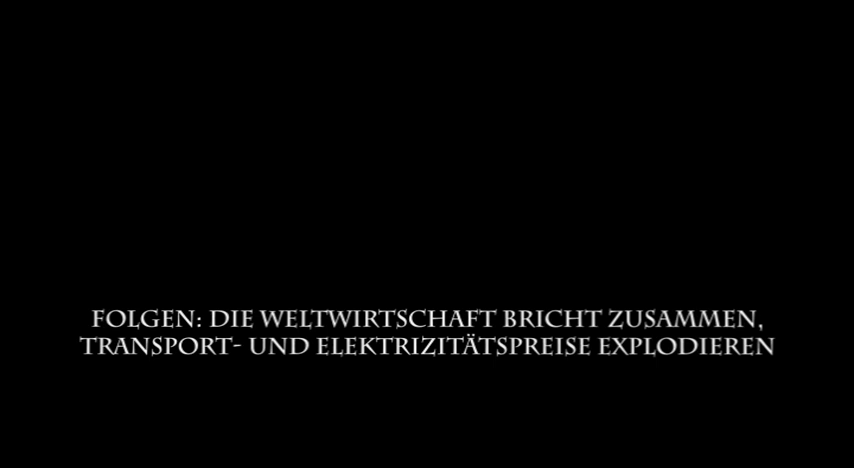 FOLGEN: DIE WELTWIRTSCHAFT BRICHT ZUSAMMEN,
TRANSPORT- UND ELEKTRIZITÄTSPREISE EXPLODIEREN